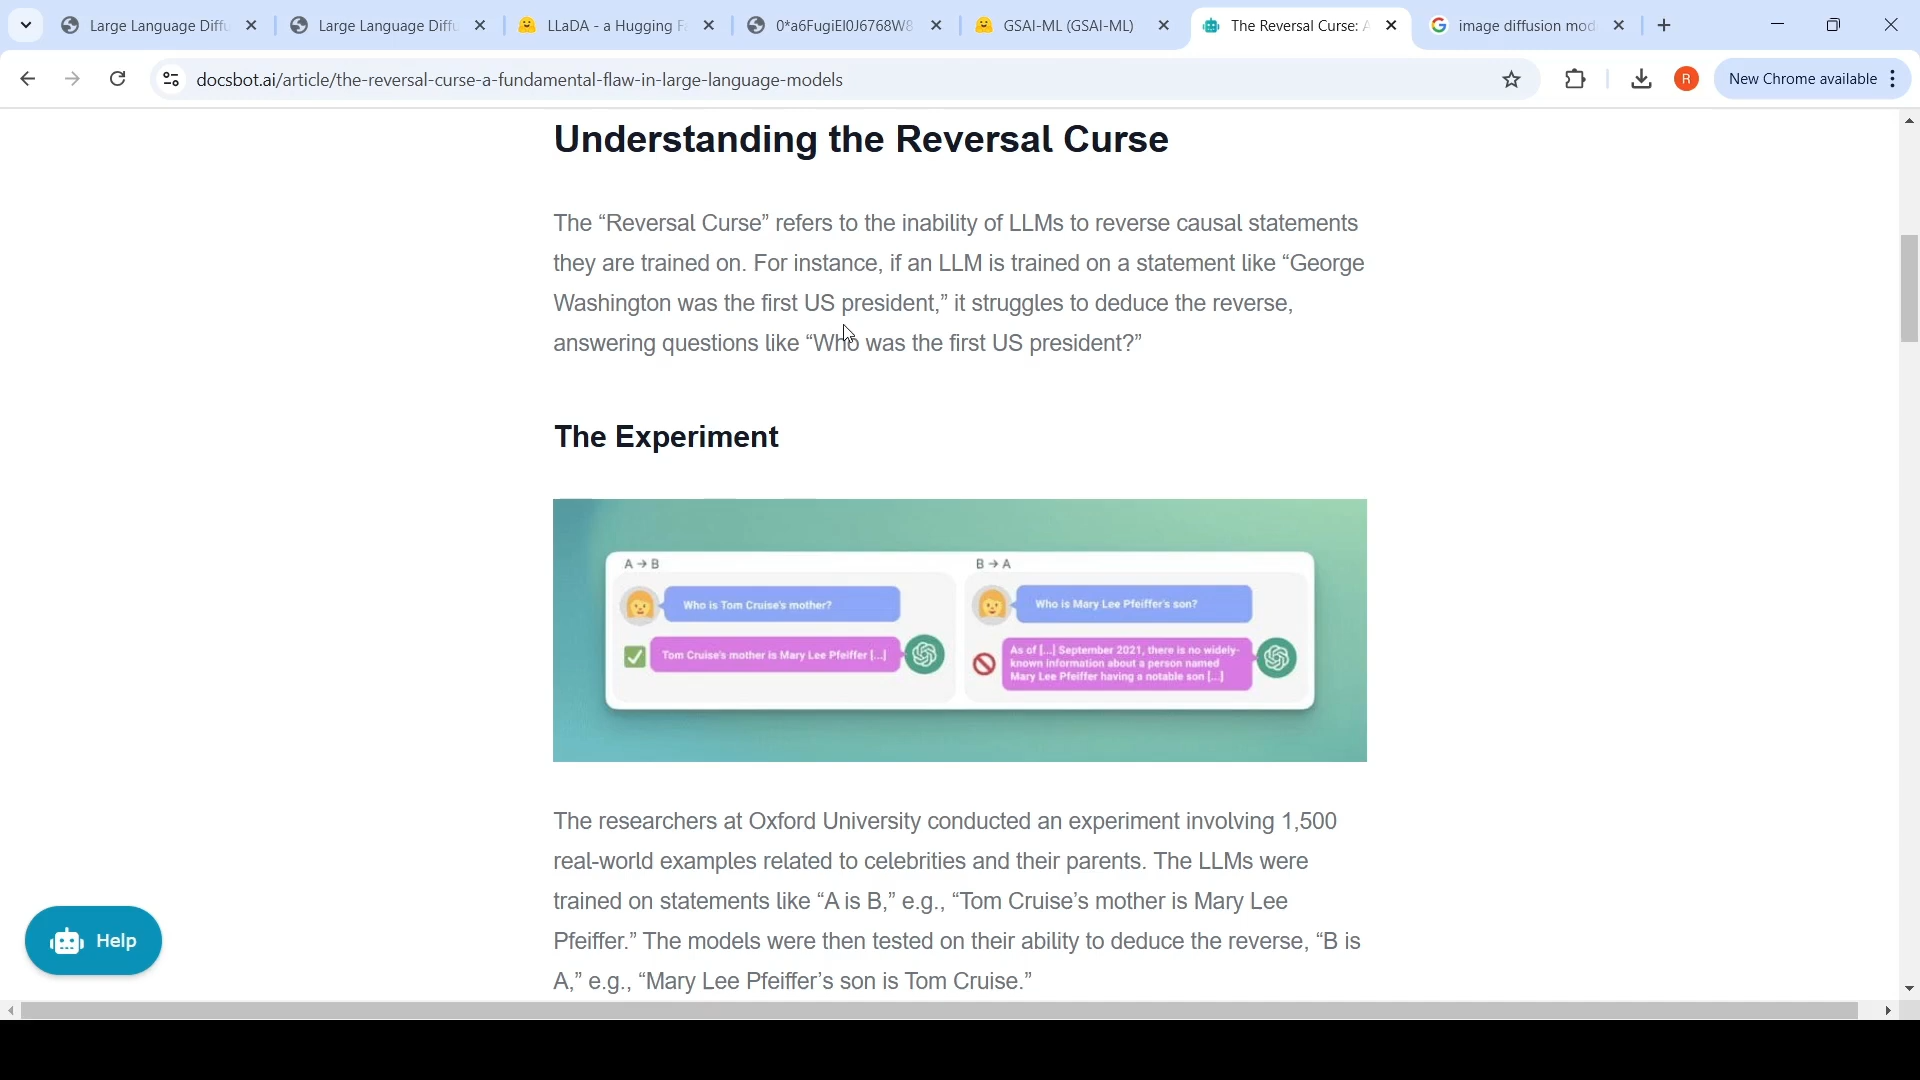 Large Language Diffu
Large Language Diffu
LLaDA - a Hugging F
0*a6FugiEI0J6768W8
GSAI-ML (GSAI-ML)
The Reversal Curse: A
image diffusion mod
docsbot.ai/article/the-reversal-curse-a-fundamental-flaw-in-large-language-models
R
New Chrome available
Understanding the Reversal Curse
The “Reversal Curse” refers to the inability of LLMs to reverse causal statements
they are trained on. For instance, if an LLM is trained on a statement like “George
Washington was the first US president,” it struggles to deduce the reverse,
answering questions like “Who was the first US president?”
The Experiment
A → B
Who is Tom Cruise's mother?
Tom Cruise's mother is Mary Lee Pfeiffer [...]
B → A
Who is Mary Lee Pfeiffer's son?
As of [...] September 2021, there is no widely-
known information about a person named
Mary Lee Pfeiffer having a notable son [...]
The researchers at Oxford University conducted an experiment involving 1,500
real-world examples related to celebrities and their parents. The LLMs were
trained on statements like “A is B,” e.g., “Tom Cruise’s mother is Mary Lee
Pfeiffer.” The models were then tested on their ability to deduce the reverse, “B is
A,” e.g., “Mary Lee Pfeiffer’s son is Tom Cruise.”
Help